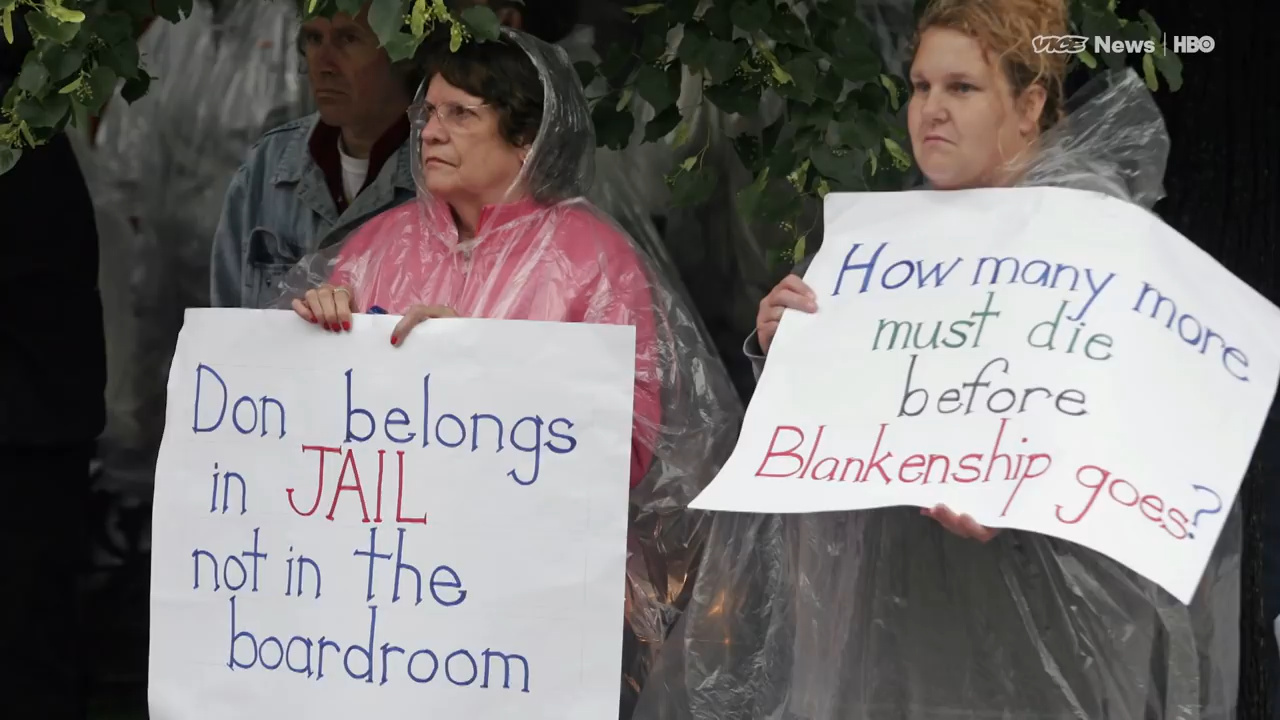 VICE News | HBO
Don belongs
in JAIL
not in the
boardroom
How many more
must die
before
Blankenship goes?